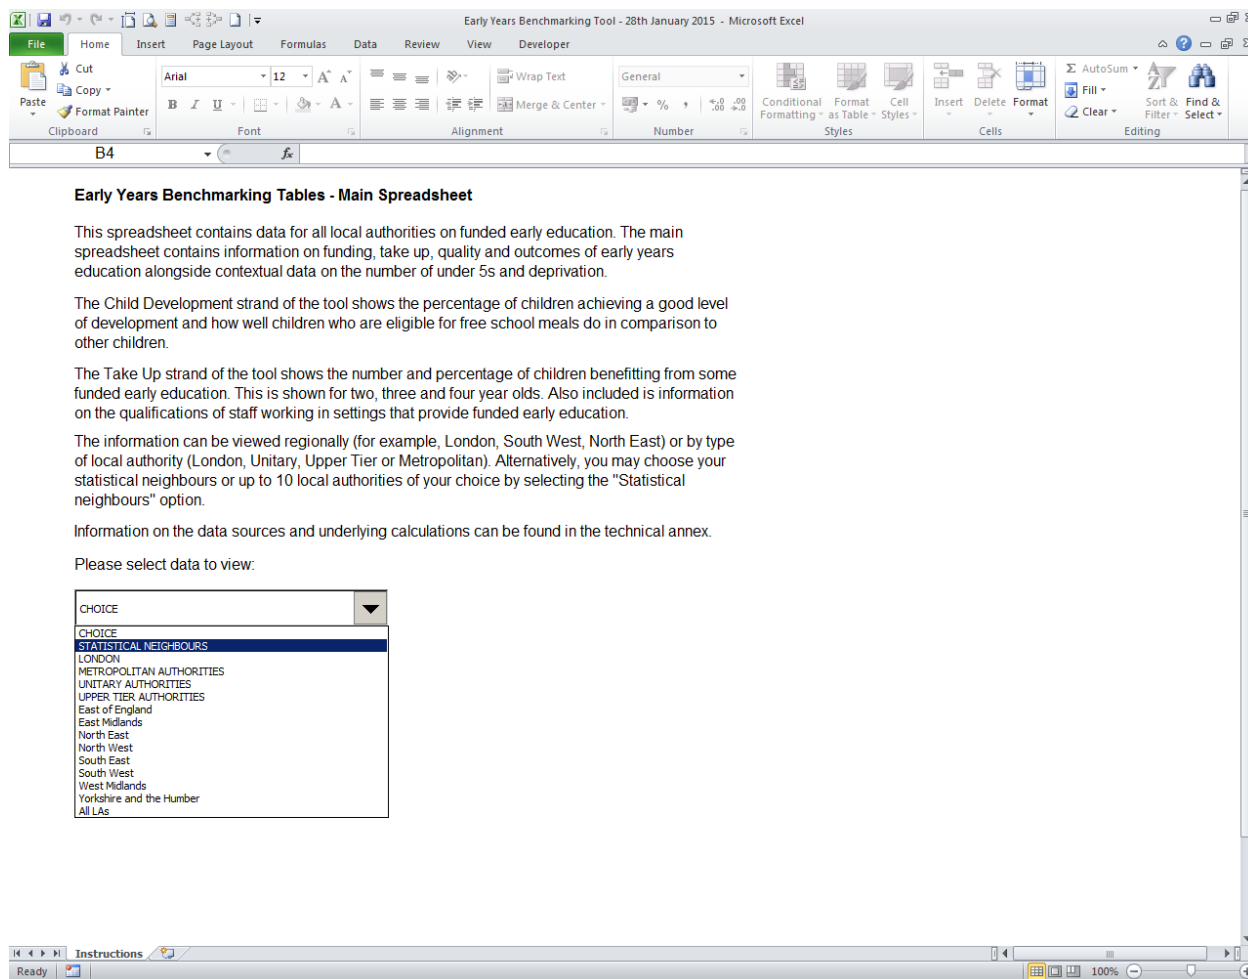 Early Years Benchmarking Tool - 28th January 2015 - Microsoft Excel
File Home Insert Page Layout Formulas Data Review View Developer
Cut
Copy
Format Painter
Paste
Clipboard
Arial 12
B I U
Font
Wrap Text
Merge & Center
Alignment
General
Number
Conditional Formatting
Format as Table
Cell Styles
Styles
Insert Delete Format
Cells
AutoSum
Fill
Clear
Sort & Filter
Find & Select
Editing
B4 fx
Early Years Benchmarking Tables - Main Spreadsheet
This spreadsheet contains data for all local authorities on funded early education. The main
spreadsheet contains information on funding, take up, quality and outcomes of early years
education alongside contextual data on the number of under 5s and deprivation.
The Child Development strand of the tool shows the percentage of children achieving a good level
of development and how well children who are eligible for free school meals do in comparison to
other children.
The Take Up strand of the tool shows the number and percentage of children benefitting from some
funded early education. This is shown for two, three and four year olds. Also included is information
on the qualifications of staff working in settings that provide funded early education.
The information can be viewed regionally (for example, London, South West, North East) or by type
of local authority (London, Unitary, Upper Tier or Metropolitan). Alternatively, you may choose your
statistical neighbours or up to 10 local authorities of your choice by selecting the "Statistical
neighbours" option.
Information on the data sources and underlying calculations can be found in the technical annex.
Please select data to view:
CHOICE
CHOICE
STATISTICAL NEIGHBOURS
LONDON
METROPOLITAN AUTHORITIES
UNITARY AUTHORITIES
UPPER TIER AUTHORITIES
East of England
East Midlands
North East
North West
South East
South West
West Midlands
Yorkshire and the Humber
All LAs
Instructions
Ready
100%